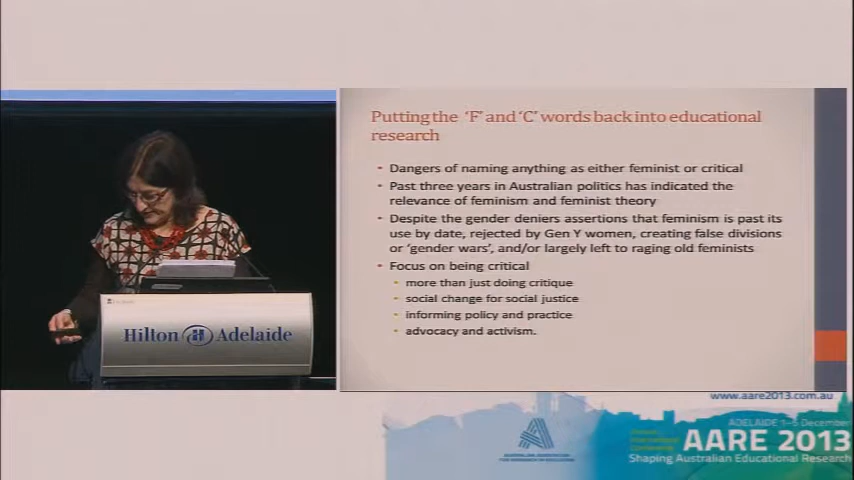 Putting the 'F' and 'C' words back into educational
research
Dangers of naming anything as either feminist or critical
Past three years in Australian politics has indicated the
relevance of feminism and feminist theory
Despite the gender deniers assertions that feminism is past its
use by date, rejected by Gen Y women, creating false divisions
or 'gender wars', and/or largely left to raging old feminists
Focus on being critical
more than just doing critique
social change for social justice
informing policy and practice
advocacy and activism.
Hilton Adelaide
www.aare2013.com.au
ADELAIDE 1-5 December
AARE 2013
Shaping Australian Educational Research